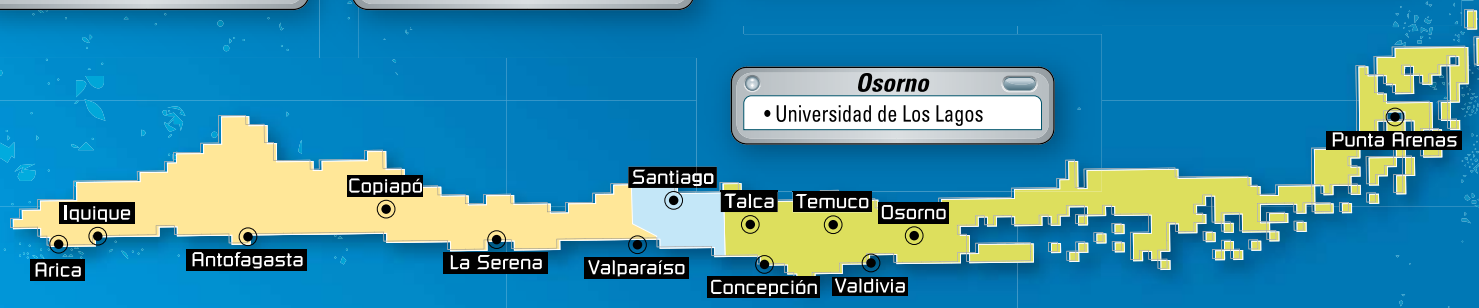 Osorno
• Universidad de Los Lagos
Punta Arenas
Santiago
Copiapó
Talca
Temuco
Osorno
Iquique
Arica
Antofagasta
La Serena
Valparaíso
Concepción
Valdivia